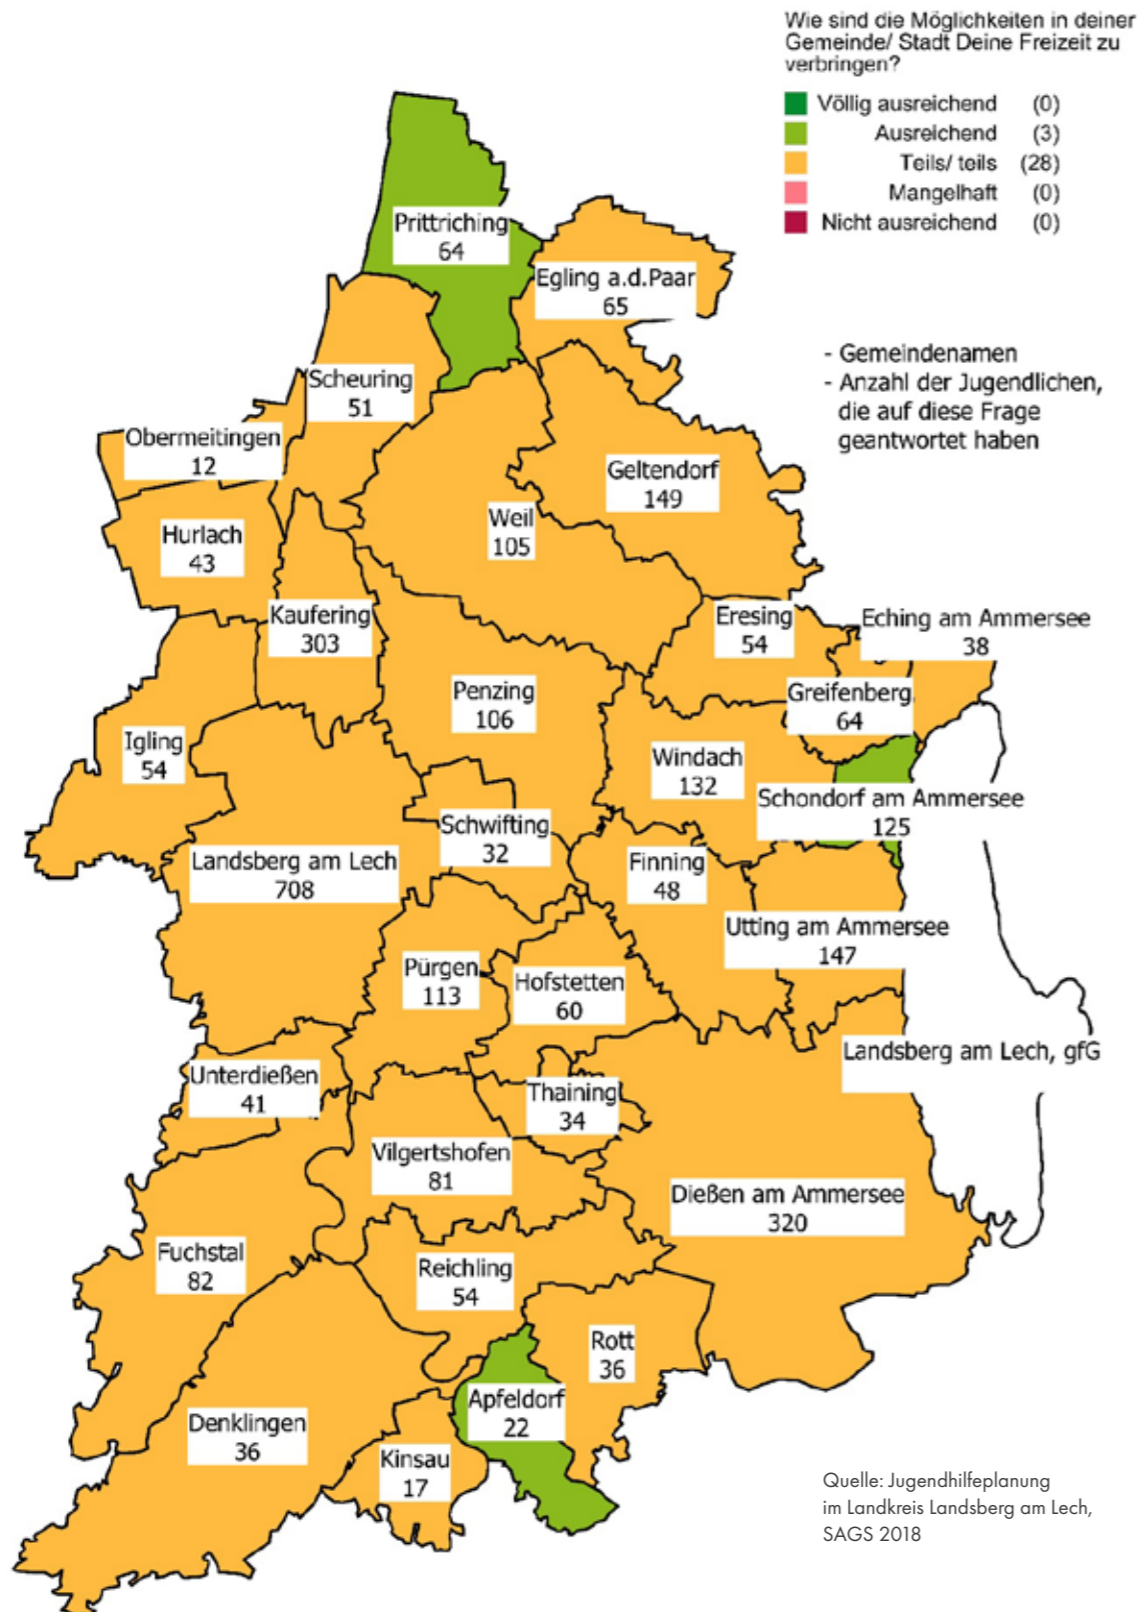 Wie sind die Möglichkeiten in deiner
Gemeinde/ Stadt Deine Freizeit zu
verbringen?
Völlig ausreichend (0)
Ausreichend (3)
Teils/ teils (28)
Mangelhaft (0)
Nicht ausreichend (0)
- Gemeindenamen
- Anzahl der Jugendlichen,
die auf diese Frage
geantwortet haben
Prittriching
64
Egling a.d.Paar
65
Scheuring
51
Obermeitingen
12
Geltendorf
149
Weil
105
Hurlach
43
Kaufering
303
Eresing
54
Eching am Ammersee
38
Penzing
106
Greifenberg
64
Igling
54
Windach
132
Schondorf am Ammersee
125
Schwifting
32
Landsberg am Lech
708
Finning
48
Utting am Ammersee
147
Pürgen
113
Hofstetten
60
Landsberg am Lech, gfG
Unterdießen
41
Thaining
34
Vilgertshofen
81
Dießen am Ammersee
320
Fuchstal
82
Reichling
54
Rott
36
Apfeldorf
22
Denklingen
36
Kinsau
17
Quelle: Jugendhilfeplanung
im Landkreis Landsberg am Lech,
SAGS 2018